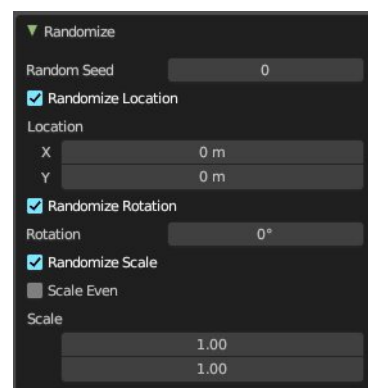 Randomize
Random Seed 0
Randomize Location
Location
X 0 m
Y 0 m
Randomize Rotation
Rotation 0°
Randomize Scale
Scale Even
Scale
1.00
1.00